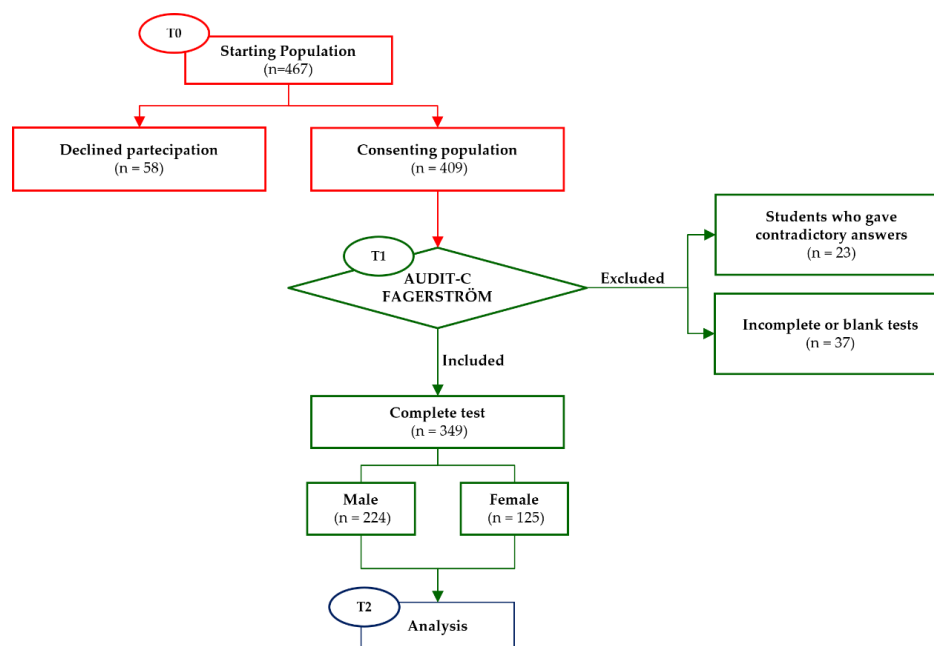 T0
Starting Population
(n=467)
Declined partecipation
(n = 58)
Consenting population
(n = 409)
T1
AUDIT-C
FAGERSTRÖM
Excluded
Students who gave
contradictory answers
(n = 23)
Incomplete or blank tests
(n = 37)
Included
Complete test
(n = 349)
Male
(n = 224)
Female
(n = 125)
T2
Analysis